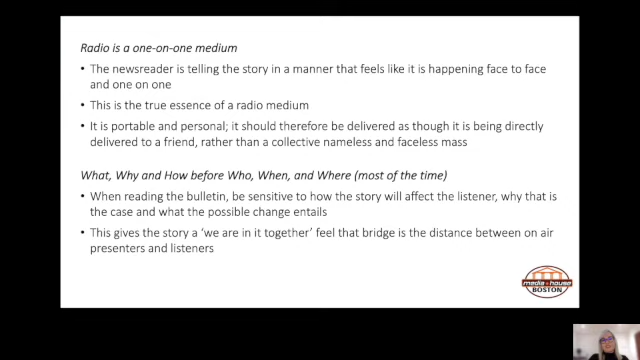 Radio is a one-on-one medium
• The newsreader is telling the story in a manner that feels like it is happening face to face
and one on one
• This is the true essence of a radio medium
• It is portable and personal; it should therefore be delivered as though it is being directly
delivered to a friend, rather than a collective nameless and faceless mass
What, Why and How before Who, When, and Where (most of the time)
• When reading the bulletin, be sensitive to how the story will affect the listener, why that is
the case and what the possible change entails
• This gives the story a ‘we are in it together’ feel that bridge is the distance between on air
presenters and listeners
media house
BOSTON